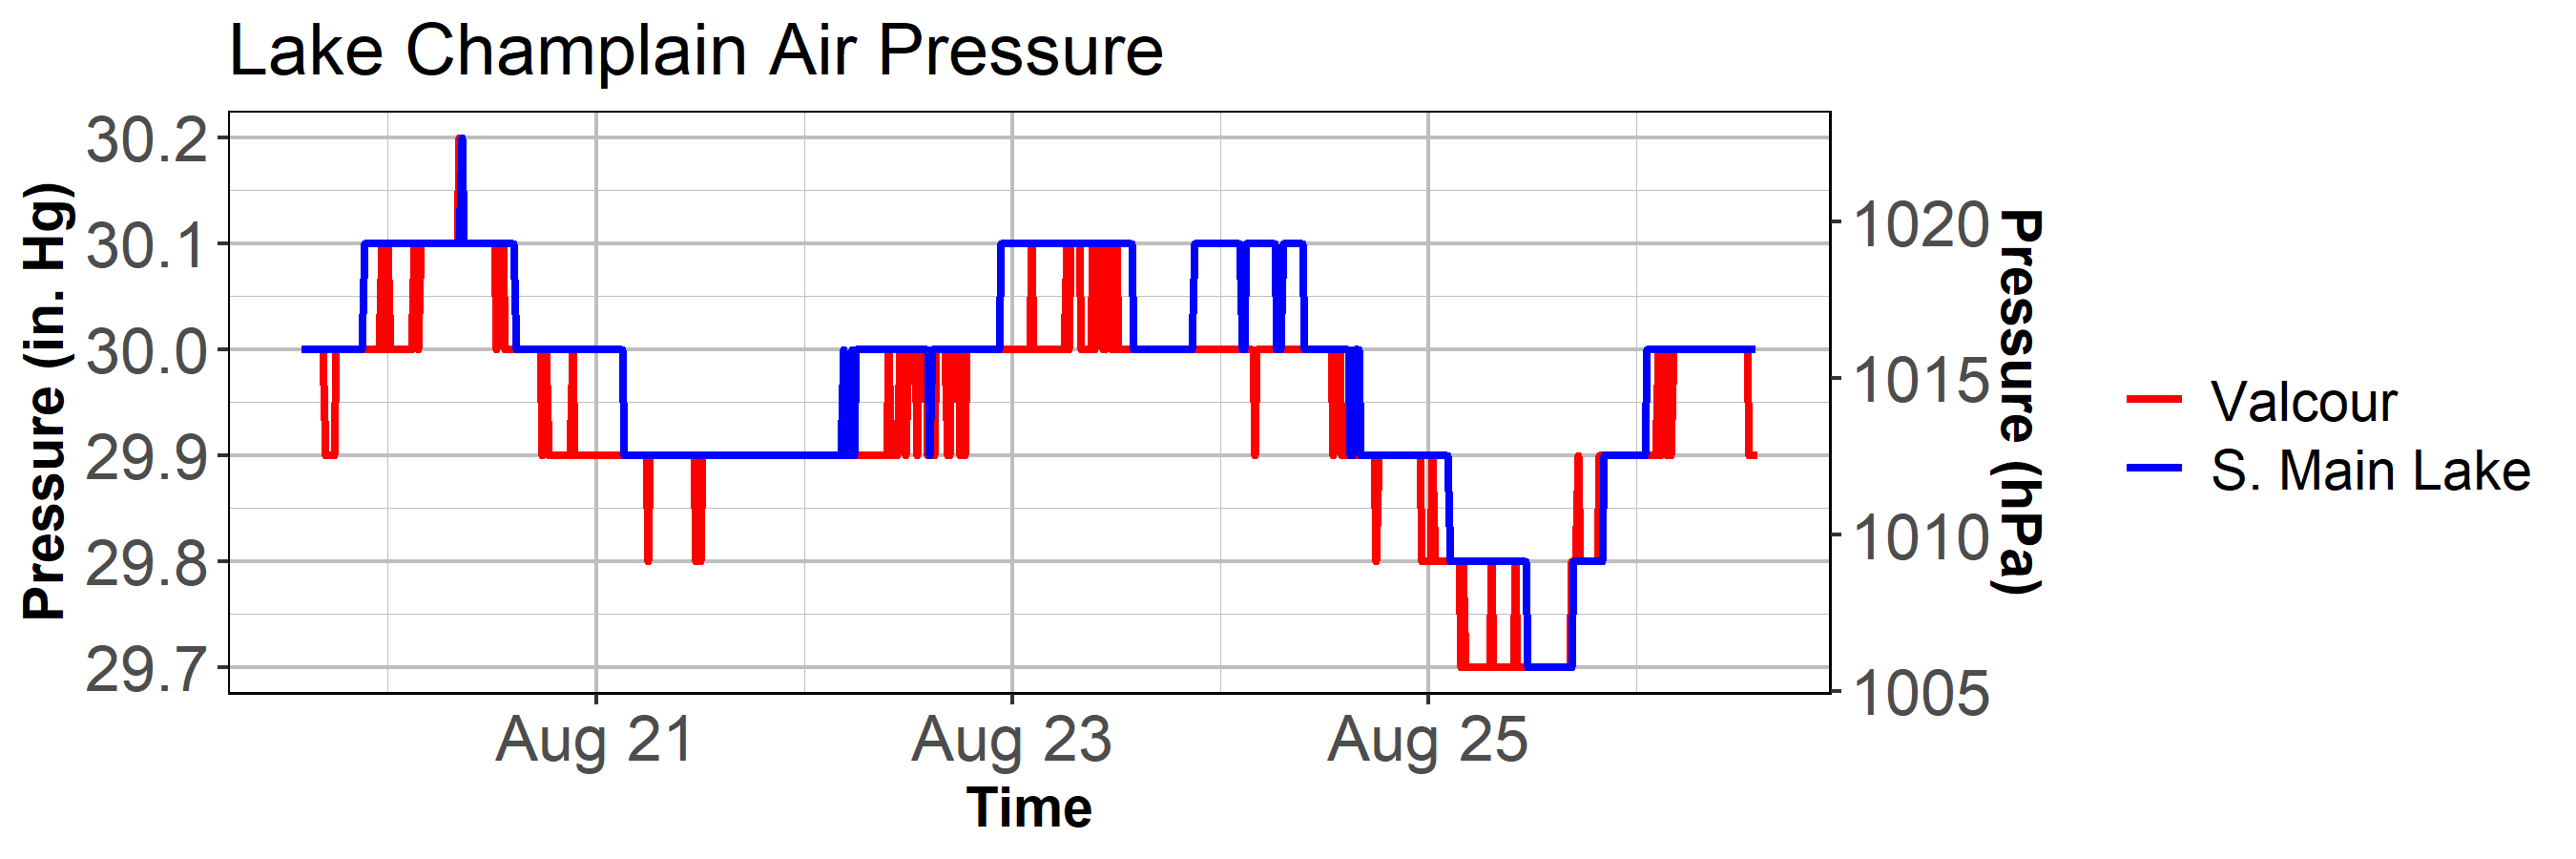 Lake Champlain Air Pressure
Pressure (in. Hg)
30.2
30.1
30.0
29.9
29.8
29.7
Aug 21
Aug 23
Aug 25
Time
1020
1015
1010
1005
Pressure (hPa)
Valcour
S. Main Lake